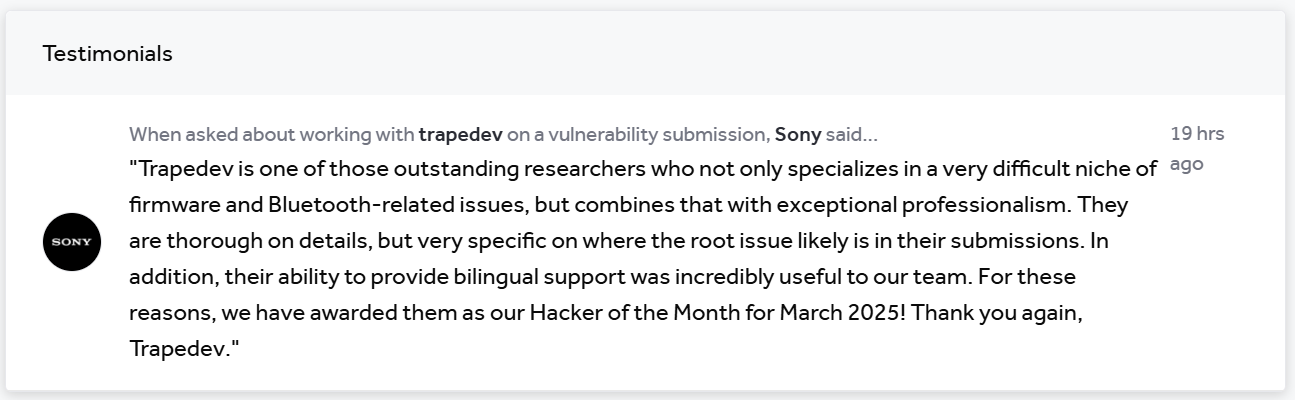 Testimonials
When asked about working with trapedev on a vulnerability submission, Sony said...
19 hrs
ago
"Trapedev is one of those outstanding researchers who not only specializes in a very difficult niche of
firmware and Bluetooth-related issues, but combines that with exceptional professionalism. They
are thorough on details, but very specific on where the root issue likely is in their submissions. In
addition, their ability to provide bilingual support was incredibly useful to our team. For these
reasons, we have awarded them as our Hacker of the Month for March 2025! Thank you again,
Trapedev."
SONY